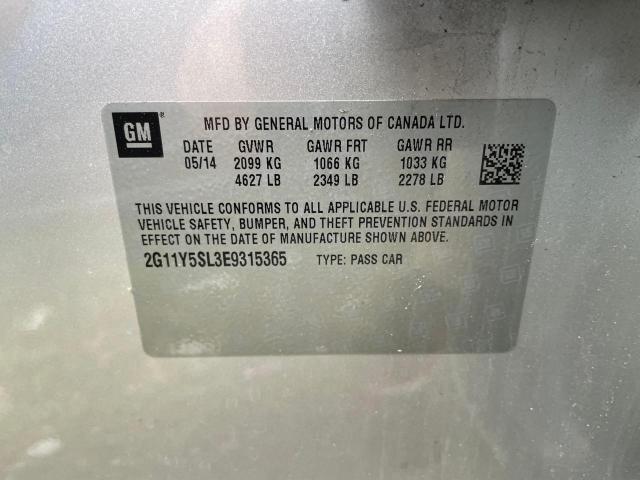 GM ®
MFD BY GENERAL MOTORS OF CANADA LTD.
DATE GVWR GAWR FRT GAWR RR
05/14 2099 KG 1066 KG 1033 KG
4627 LB 2349 LB 2278 LB
THIS VEHICLE CONFORMS TO ALL APPLICABLE U.S. FEDERAL MOTOR
VEHICLE SAFETY, BUMPER, AND THEFT PREVENTION STANDARDS IN
EFFECT ON THE DATE OF MANUFACTURE SHOWN ABOVE.
2G11Y5SL3E9315365 TYPE: PASS CAR